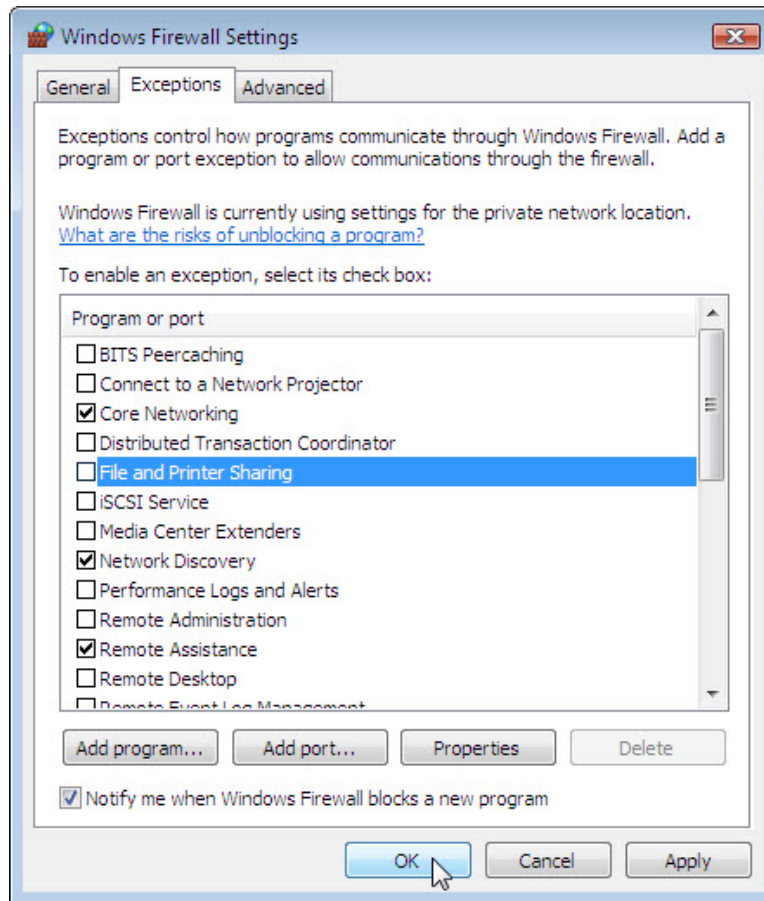 Windows Firewall Settings
General Exceptions Advanced
Exceptions control how programs communicate through Windows Firewall. Add a
program or port exception to allow communications through the firewall.
Windows Firewall is currently using settings for the private network location.
What are the risks of unblocking a program?
To enable an exception, select its check box:
Program or port
BITS Peercaching
Connect to a Network Projector
Core Networking
Distributed Transaction Coordinator
File and Printer Sharing
iSCSI Service
Media Center Extenders
Network Discovery
Performance Logs and Alerts
Remote Administration
Remote Assistance
Remote Desktop
Remote Event Log Management
Add program... Add port... Properties Delete
Notify me when Windows Firewall blocks a new program
OK Cancel Apply